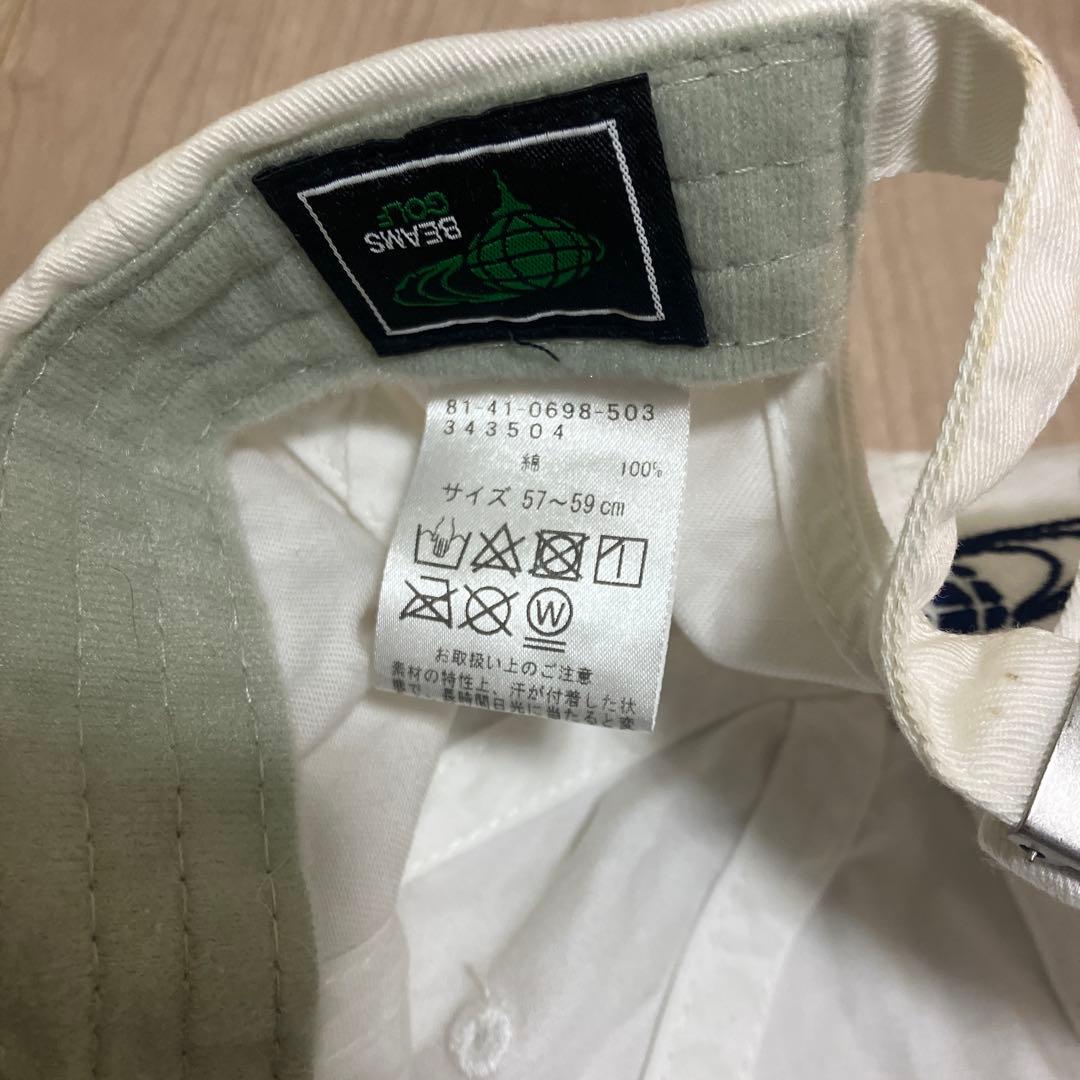 BEAMS
GOLF
81-41-0698-503
343504
綿 100%
サイズ 57～59cm
W
お取扱い上のご注意
素材の特性上、汗が付着した状
態で、長時間日光に当たると変